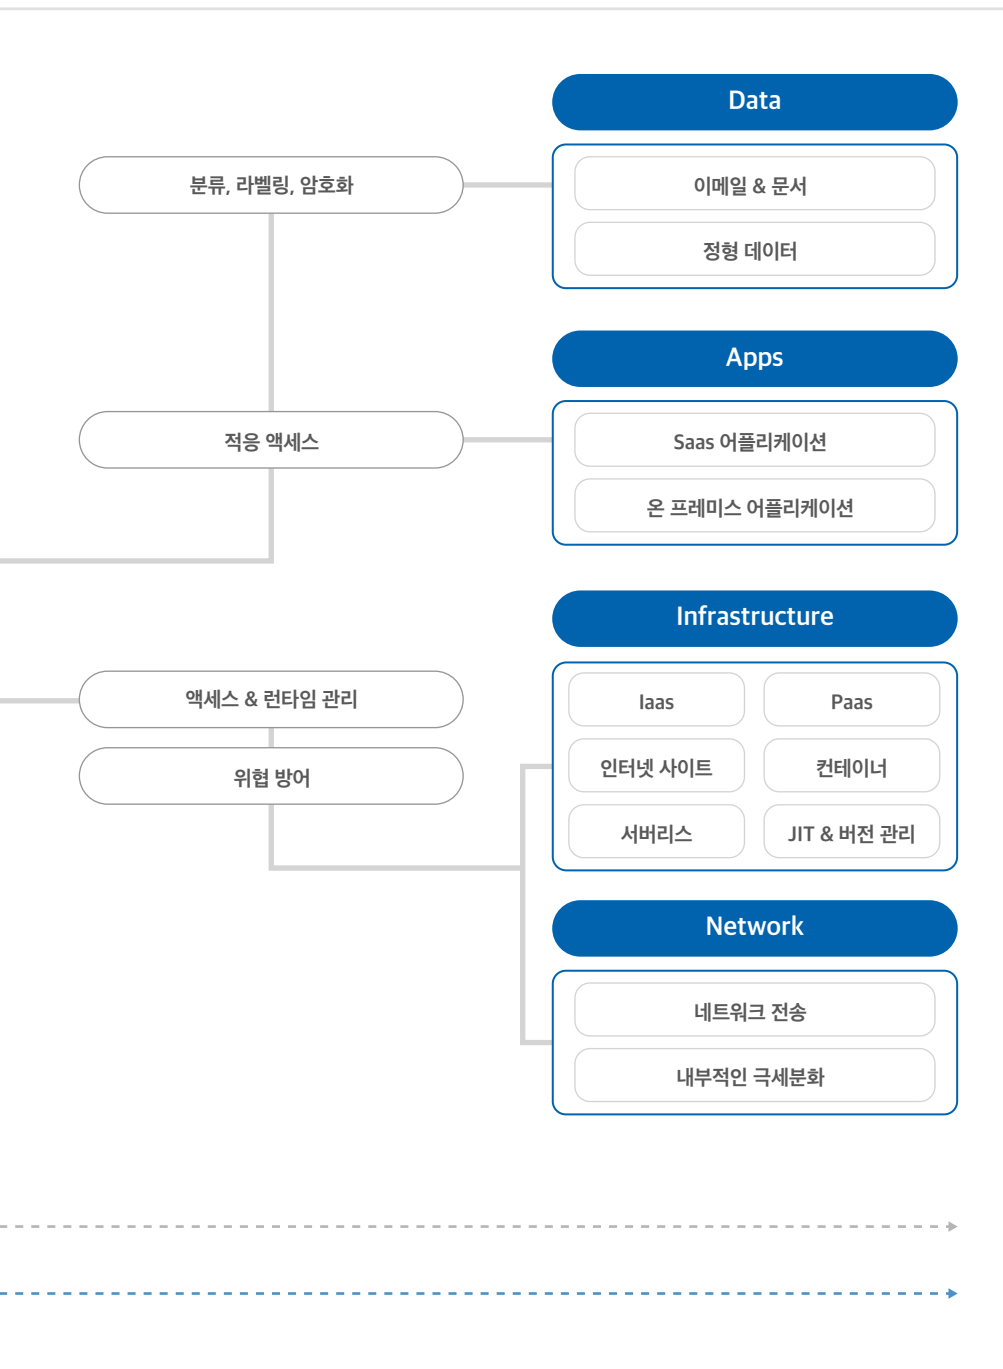 Data
분류, 라벨링, 암호화
이메일 & 문서
정형 데이터
Apps
적응 액세스
Saas 어플리케이션
온 프레미스 어플리케이션
Infrastructure
액세스 & 런타임 관리
Iaas
Paas
위협 방어
인터넷 사이트
컨테이너
서버리스
JIT & 버전 관리
Network
네트워크 전송
내부적인 극세분화